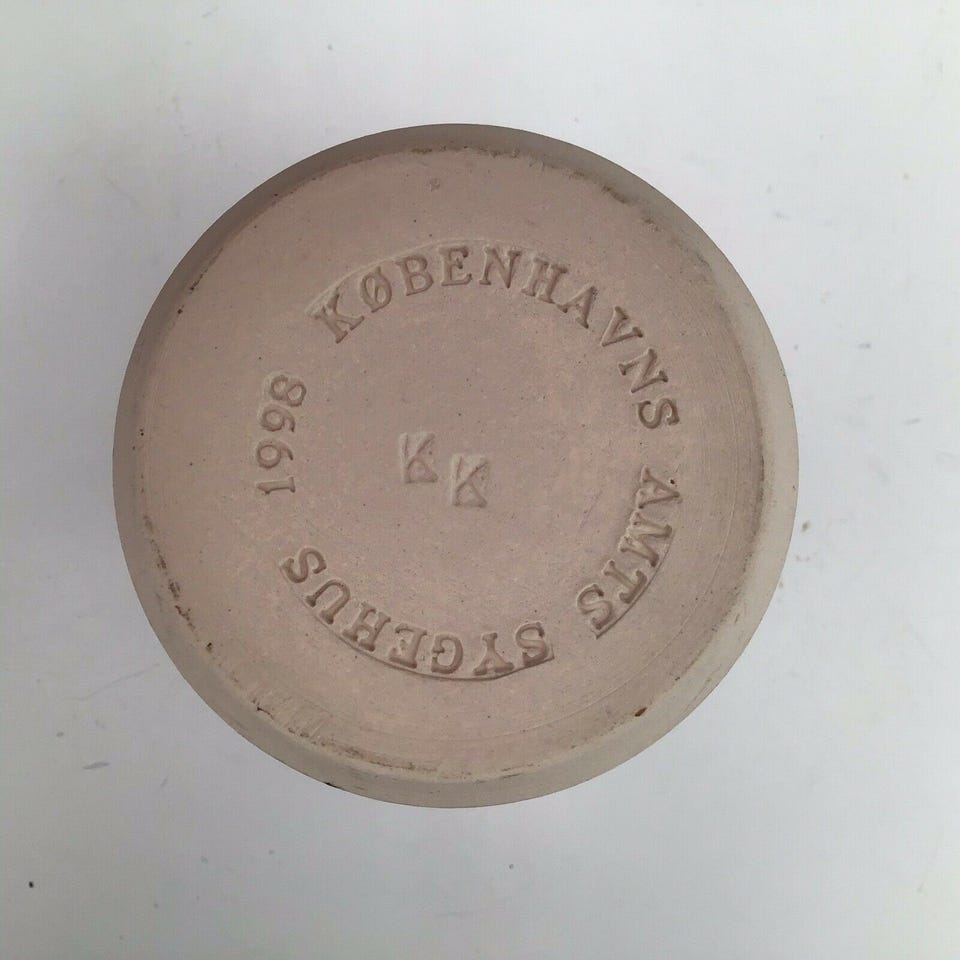 KØBENHAVNS AMTS SYGEHUS 1998
KK